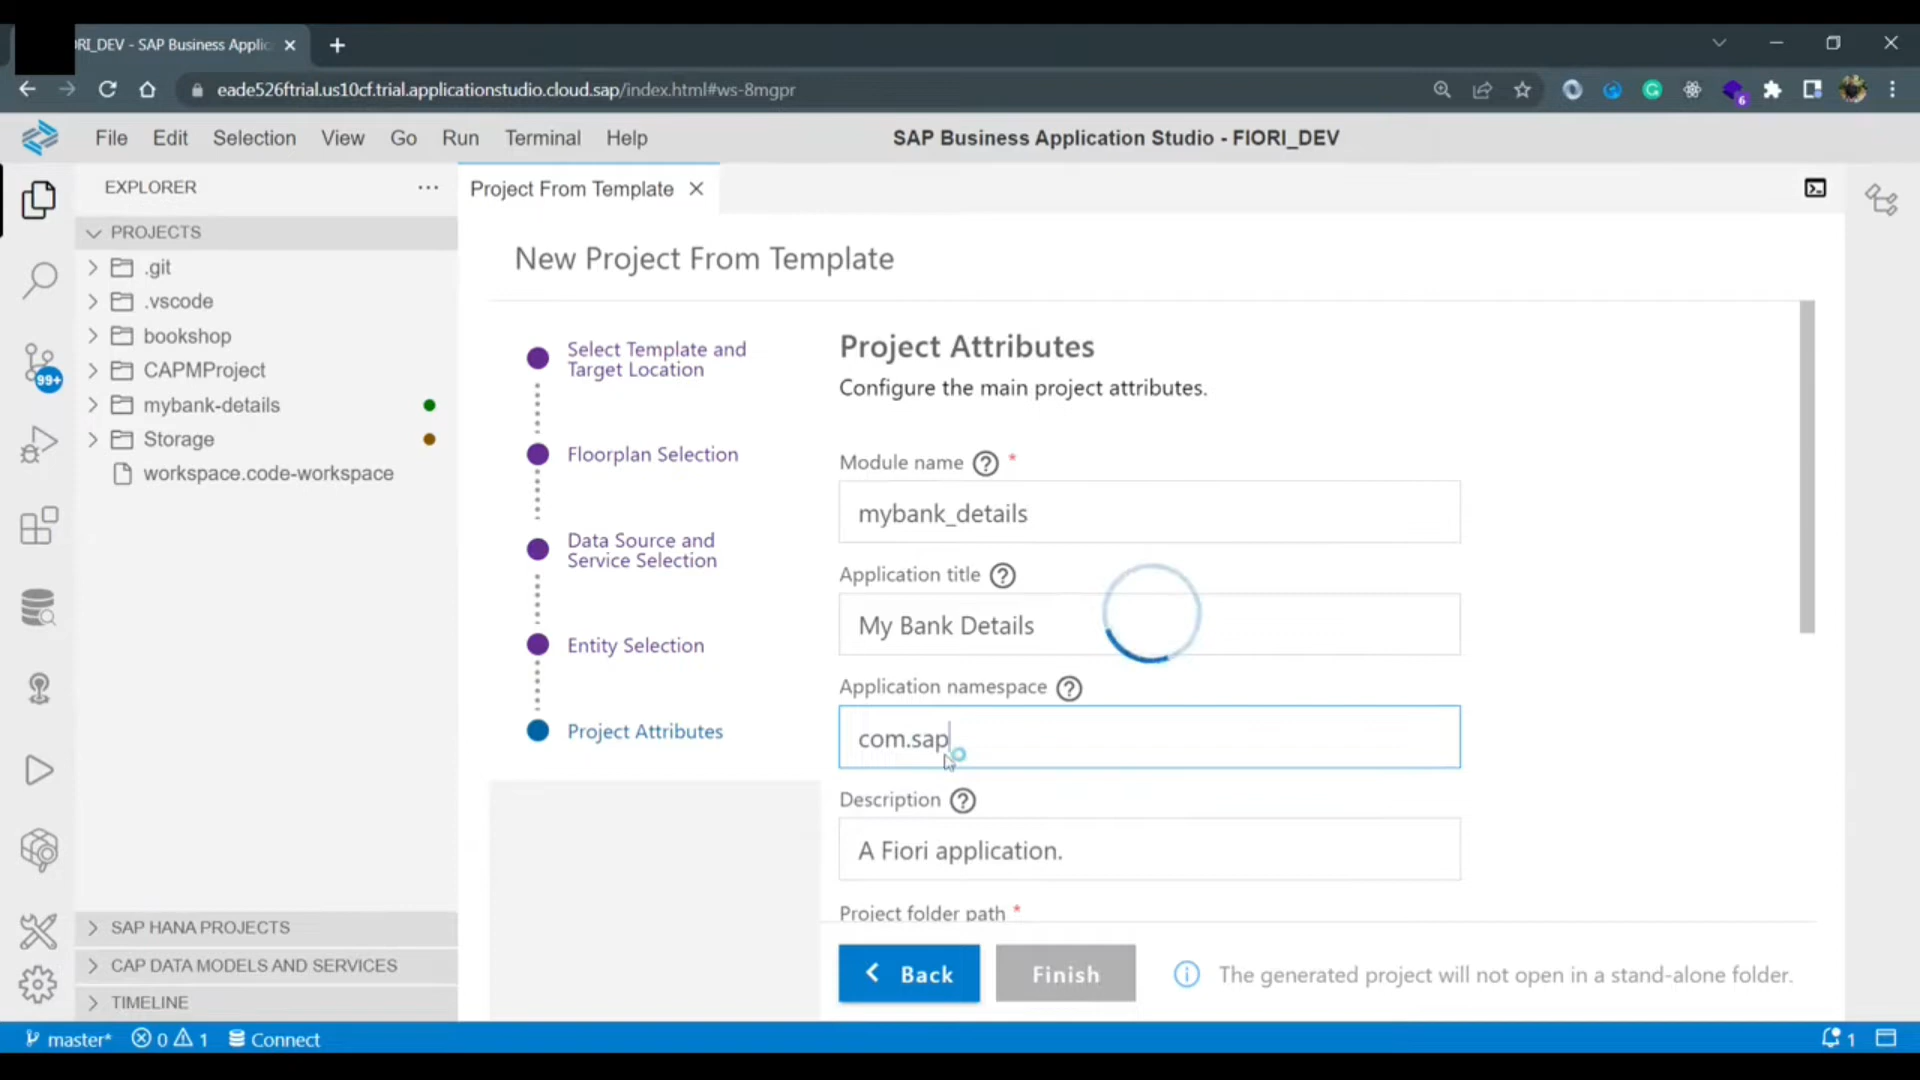 RI_DEV - SAP Business Applic
eade526ftrial.us10cf.trial.applicationstudio.cloud.sap/index.html#ws-8mgpr
6
File Edit Selection View Go Run Terminal Help
SAP Business Application Studio - FIORI_DEV
EXPLORER
Project From Template
PROJECTS
.git
.vscode
bookshop
CAPMProject
mybank-details
Storage
workspace.code-workspace
99+
SAP HANA PROJECTS
CAP DATA MODELS AND SERVICES
TIMELINE
New Project From Template
Select Template and
Target Location
Floorplan Selection
Data Source and
Service Selection
Entity Selection
Project Attributes
Project Attributes
Configure the main project attributes.
Module name ? *
mybank_details
Application title ?
My Bank Details
Application namespace ?
com.sap
Description ?
A Fiori application.
Project folder path *
Back
Finish
The generated project will not open in a stand-alone folder.
master* 0 1 Connect
1